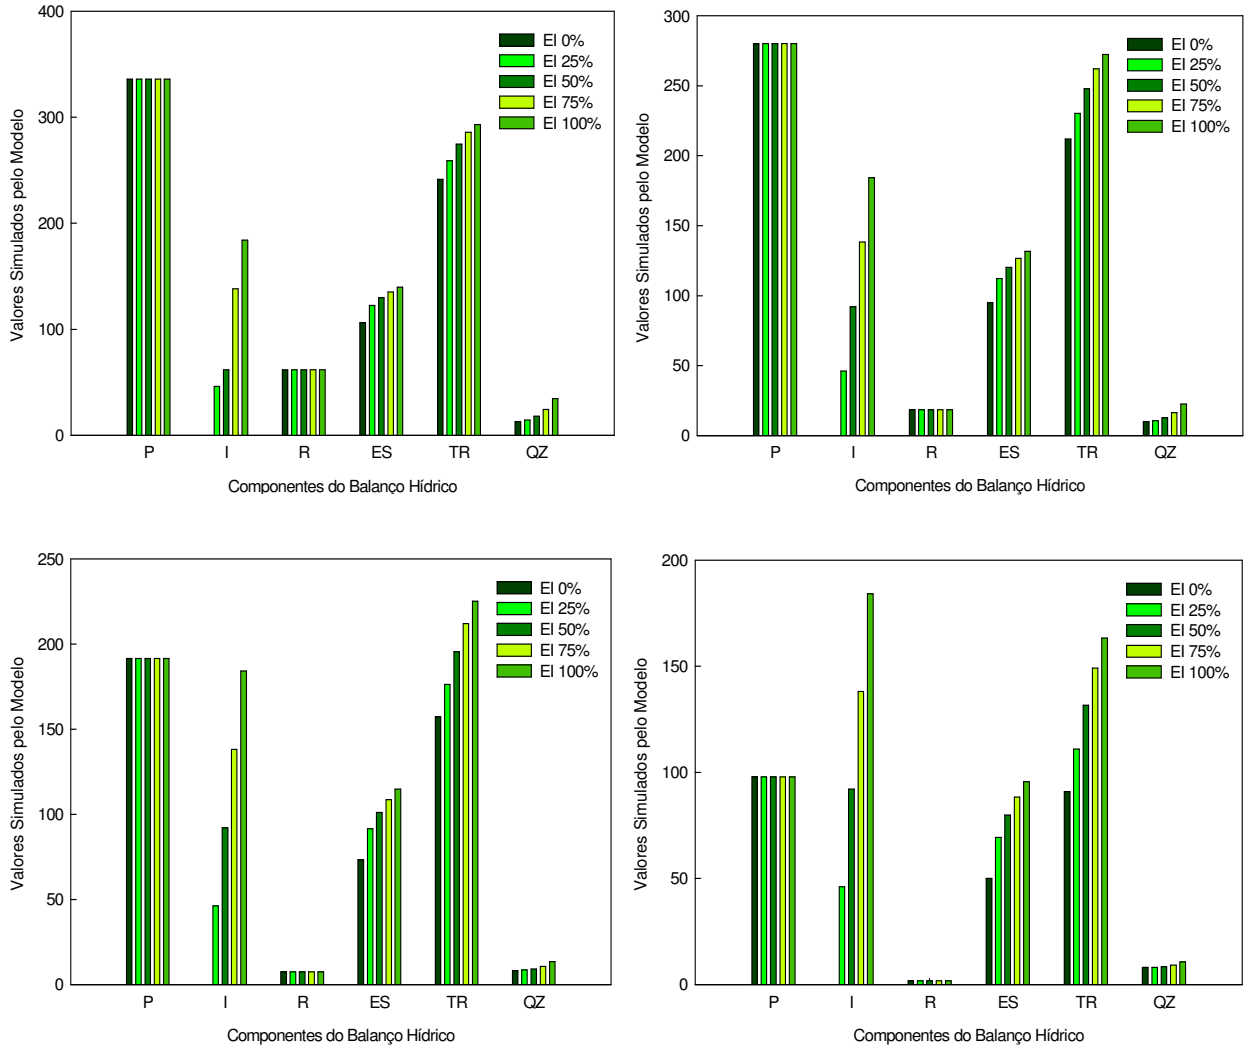 400
300
200
100
0
Valores Simulados pelo Modelo
EI 0%
EI 25%
EI 50%
EI 75%
EI 100%
P I R ES TR QZ
Componentes do Balanço Hídrico
300
250
200
150
100
50
0
Valores Simulados pelo Modelo
EI 0%
EI 25%
EI 50%
EI 75%
EI 100%
P I R ES TR QZ
Componentes do Balanço Hídrico
250
200
150
100
50
0
Valores Simulados pelo Modelo
EI 0%
EI 25%
EI 50%
EI 75%
EI 100%
P I R ES TR QZ
Componentes do Balanço Hídrico
200
150
100
50
0
Valores Simulados pelo Modelo
EI 0%
EI 25%
EI 50%
EI 75%
EI 100%
P I R ES TR QZ
Componentes do Balanço Hídrico